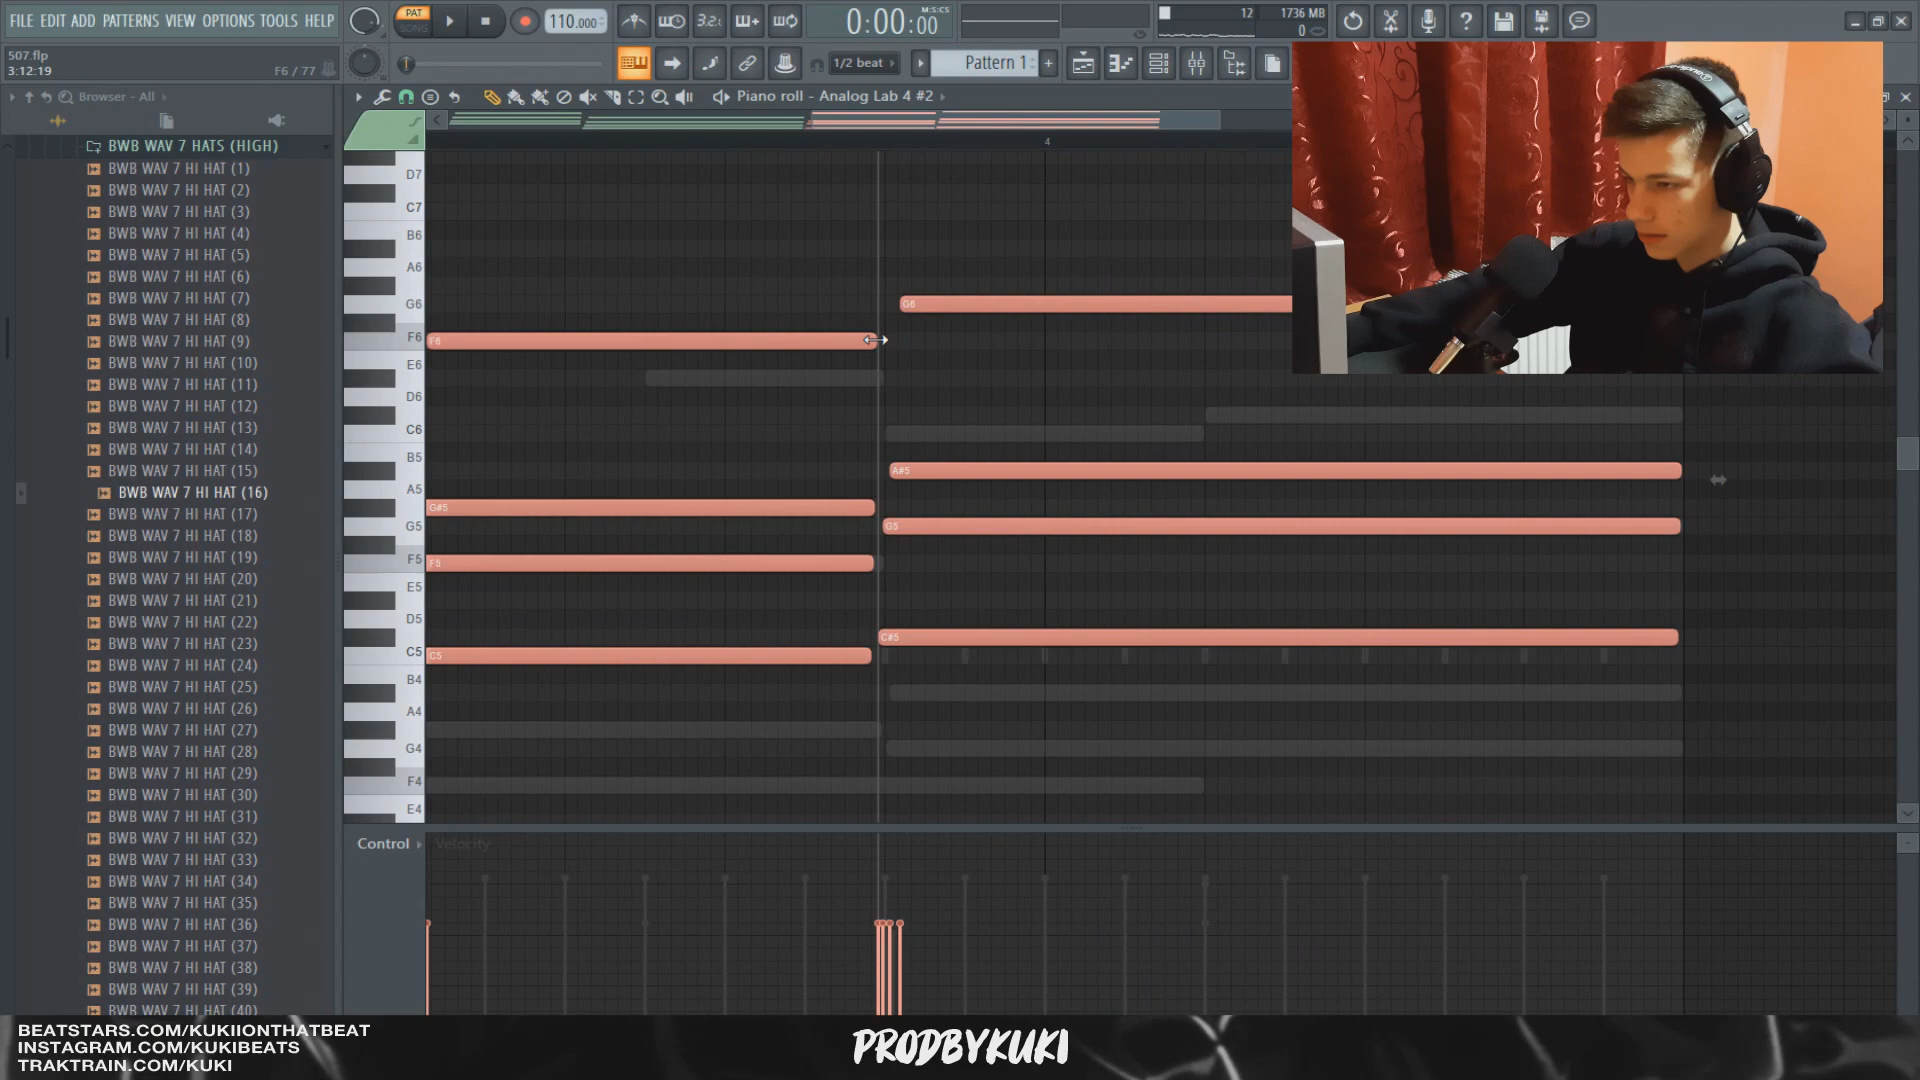 FILE EDIT ADD PATTERNS VIEW OPTIONS TOOLS HELP
PAT
SONG
110.000
3.2.
0:00:00
M:S:CS
12
1736 MB
0
507.flp
3:12:19
F6 / 77
1/2 beat
Pattern 1
Browser - All
Piano roll - Analog Lab 4 #2
BWB WAV 7 HATS (HIGH)
BWB WAV 7 HI HAT (1)
BWB WAV 7 HI HAT (2)
BWB WAV 7 HI HAT (3)
BWB WAV 7 HI HAT (4)
BWB WAV 7 HI HAT (5)
BWB WAV 7 HI HAT (6)
BWB WAV 7 HI HAT (7)
BWB WAV 7 HI HAT (8)
BWB WAV 7 HI HAT (9)
BWB WAV 7 HI HAT (10)
BWB WAV 7 HI HAT (11)
BWB WAV 7 HI HAT (12)
BWB WAV 7 HI HAT (13)
BWB WAV 7 HI HAT (14)
BWB WAV 7 HI HAT (15)
BWB WAV 7 HI HAT (16)
BWB WAV 7 HI HAT (17)
BWB WAV 7 HI HAT (18)
BWB WAV 7 HI HAT (19)
BWB WAV 7 HI HAT (20)
BWB WAV 7 HI HAT (21)
BWB WAV 7 HI HAT (22)
BWB WAV 7 HI HAT (23)
BWB WAV 7 HI HAT (24)
BWB WAV 7 HI HAT (25)
BWB WAV 7 HI HAT (26)
BWB WAV 7 HI HAT (27)
BWB WAV 7 HI HAT (28)
BWB WAV 7 HI HAT (29)
BWB WAV 7 HI HAT (30)
BWB WAV 7 HI HAT (31)
BWB WAV 7 HI HAT (32)
BWB WAV 7 HI HAT (33)
BWB WAV 7 HI HAT (34)
BWB WAV 7 HI HAT (35)
BWB WAV 7 HI HAT (36)
BWB WAV 7 HI HAT (37)
BWB WAV 7 HI HAT (38)
BWB WAV 7 HI HAT (39)
BWB WAV 7 HI HAT (40)
4
D7
C7
B6
A6
G6
G6
F6
F6
E6
D6
C6
B5
A#5
A5
G#5
G5
G5
F5
F5
E5
D5
C#5
C5
C5
B4
A4
G4
F4
E4
Control
Velocity
BEATSTARS.COM/KUKIIONTHATBEAT
INSTAGRAM.COM/KUKIBEATS
TRAKTRAIN.COM/KUKI
PRODBYKUKI